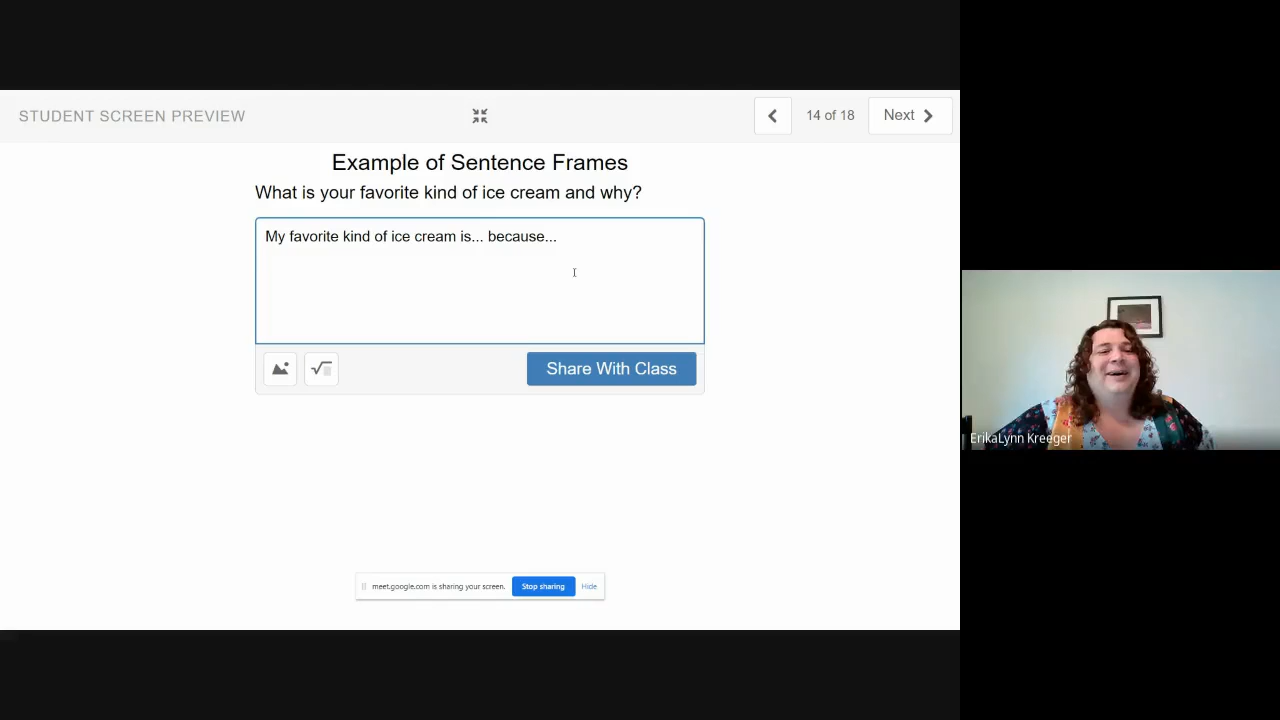 STUDENT SCREEN PREVIEW
14 of 18
Next
Example of Sentence Frames
What is your favorite kind of ice cream and why?
My favorite kind of ice cream is... because...
Share With Class
meet.google.com is sharing your screen.
Stop sharing
Hide
ErikaLynn Kreeger